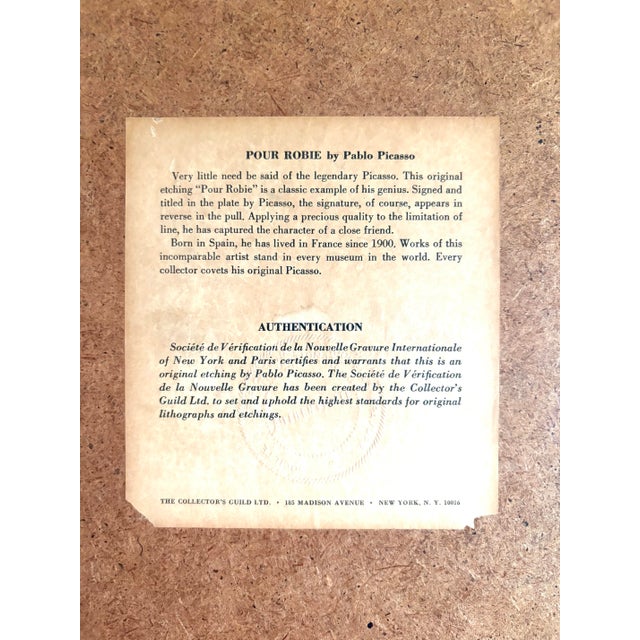 POUR ROBIE by Pablo Picasso
Very little need be said of the legendary Picasso. This original
etching “Pour Robie” is a classic example of his genius. Signed and
titled in the plate by Picasso, the signature, of course, appears in
reverse in the pull. Applying a precious quality to the limitation of
line, he has captured the character of a close friend.
Born in Spain, he has lived in France since 1900. Works of this
incomparable artist stand in every museum in the world. Every
collector covets his original Picasso.
AUTHENTICATION
Société de Vérification de la Nouvelle Gravure Internationale
of New York and Paris certifies and warrants that this is an
original etching by Pablo Picasso. The Société de Vérification
de la Nouvelle Gravure has been created by the Collector's
Guild Ltd. to set and uphold the highest standards for original
lithographs and etchings.
THE COLLECTOR'S GUILD LTD. • 185 MADISON AVENUE • NEW YORK, N. Y. 10016